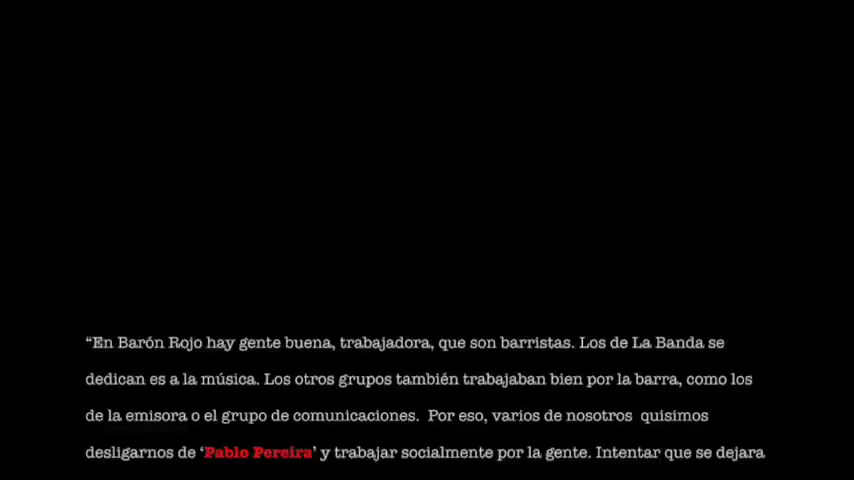 “En Barón Rojo hay gente buena, trabajadora, que son barristas. Los de La Banda se
dedican es a la música. Los otros grupos también trabajaban bien por la barra, como los
de la emisora o el grupo de comunicaciones.  Por eso, varios de nosotros  quisimos
desligarnos de ‘Pablo Pereira’ y trabajar socialmente por la gente. Intentar que se dejara